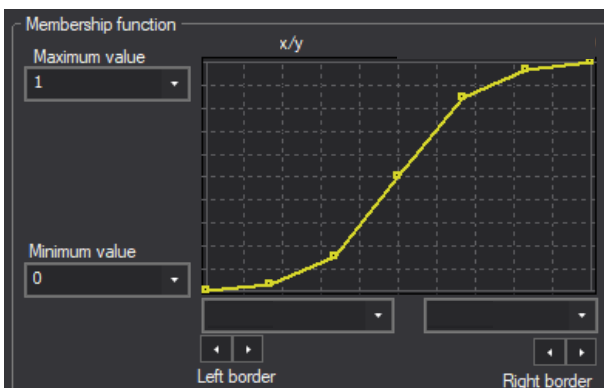 Membership function
x/y
Maximum value
1
Minimum value
0
Left border
Right border